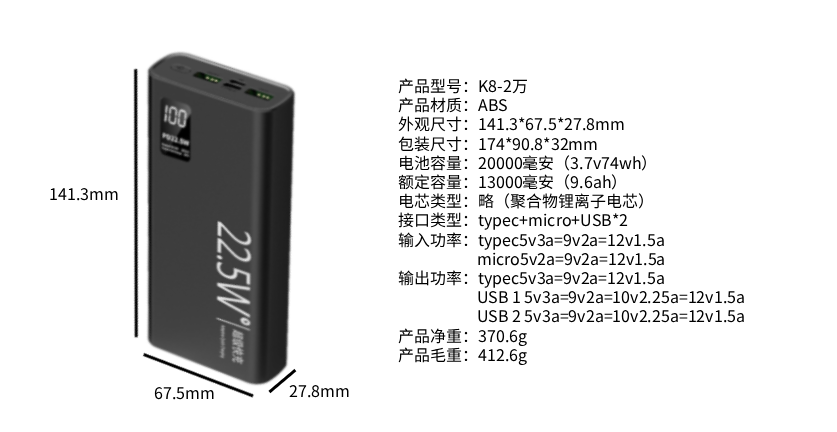 100
PD22.5W
22.5W
超级快充
141.3mm
67.5mm
27.8mm
产品型号：K8-2万
产品材质：ABS
外观尺寸：141.3*67.5*27.8mm
包装尺寸：174*90.8*32mm
电池容量：20000毫安（3.7v74wh）
额定容量：13000毫安（9.6ah）
电芯类型：略（聚合物锂离子电芯）
接口类型：typec+micro+USB*2
输入功率：typec5v3a=9v2a=12v1.5a
micro5v2a=9v2a=12v1.5a
输出功率：typec5v3a=9v2a=12v1.5a
USB 1 5v3a=9v2a=10v2.25a=12v1.5a
USB 2 5v3a=9v2a=10v2.25a=12v1.5a
产品净重：370.6g
产品毛重：412.6g